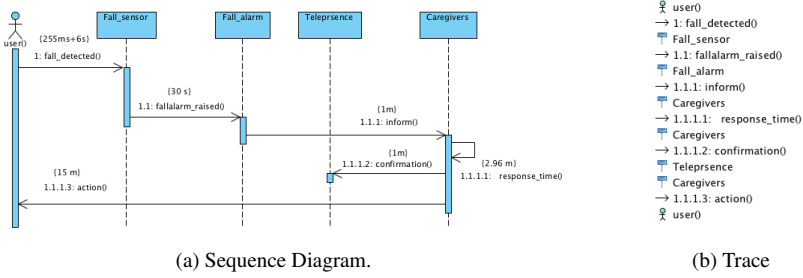 Fall_sensor Fall_alarm Teleprsence Caregivers
user()
{255ms+6s}
1: fall_detected()
{30 s}
1.1: fallalarm_raised()
{1m}
1.1.1: inform()
{1m}
1.1.1.2: confirmation()
{2.96 m}
1.1.1.1: response_time()
{15 m}
1.1.1.3: action()
(a) Sequence Diagram.
user()
→ 1: fall_detected()
Fall_sensor
→ 1.1: fallalarm_raised()
Fall_alarm
→ 1.1.1: inform()
Caregivers
→ 1.1.1.1: response_time()
Caregivers
→ 1.1.1.2: confirmation()
Teleprsence
Caregivers
→ 1.1.1.3: action()
user()
(b) Trace